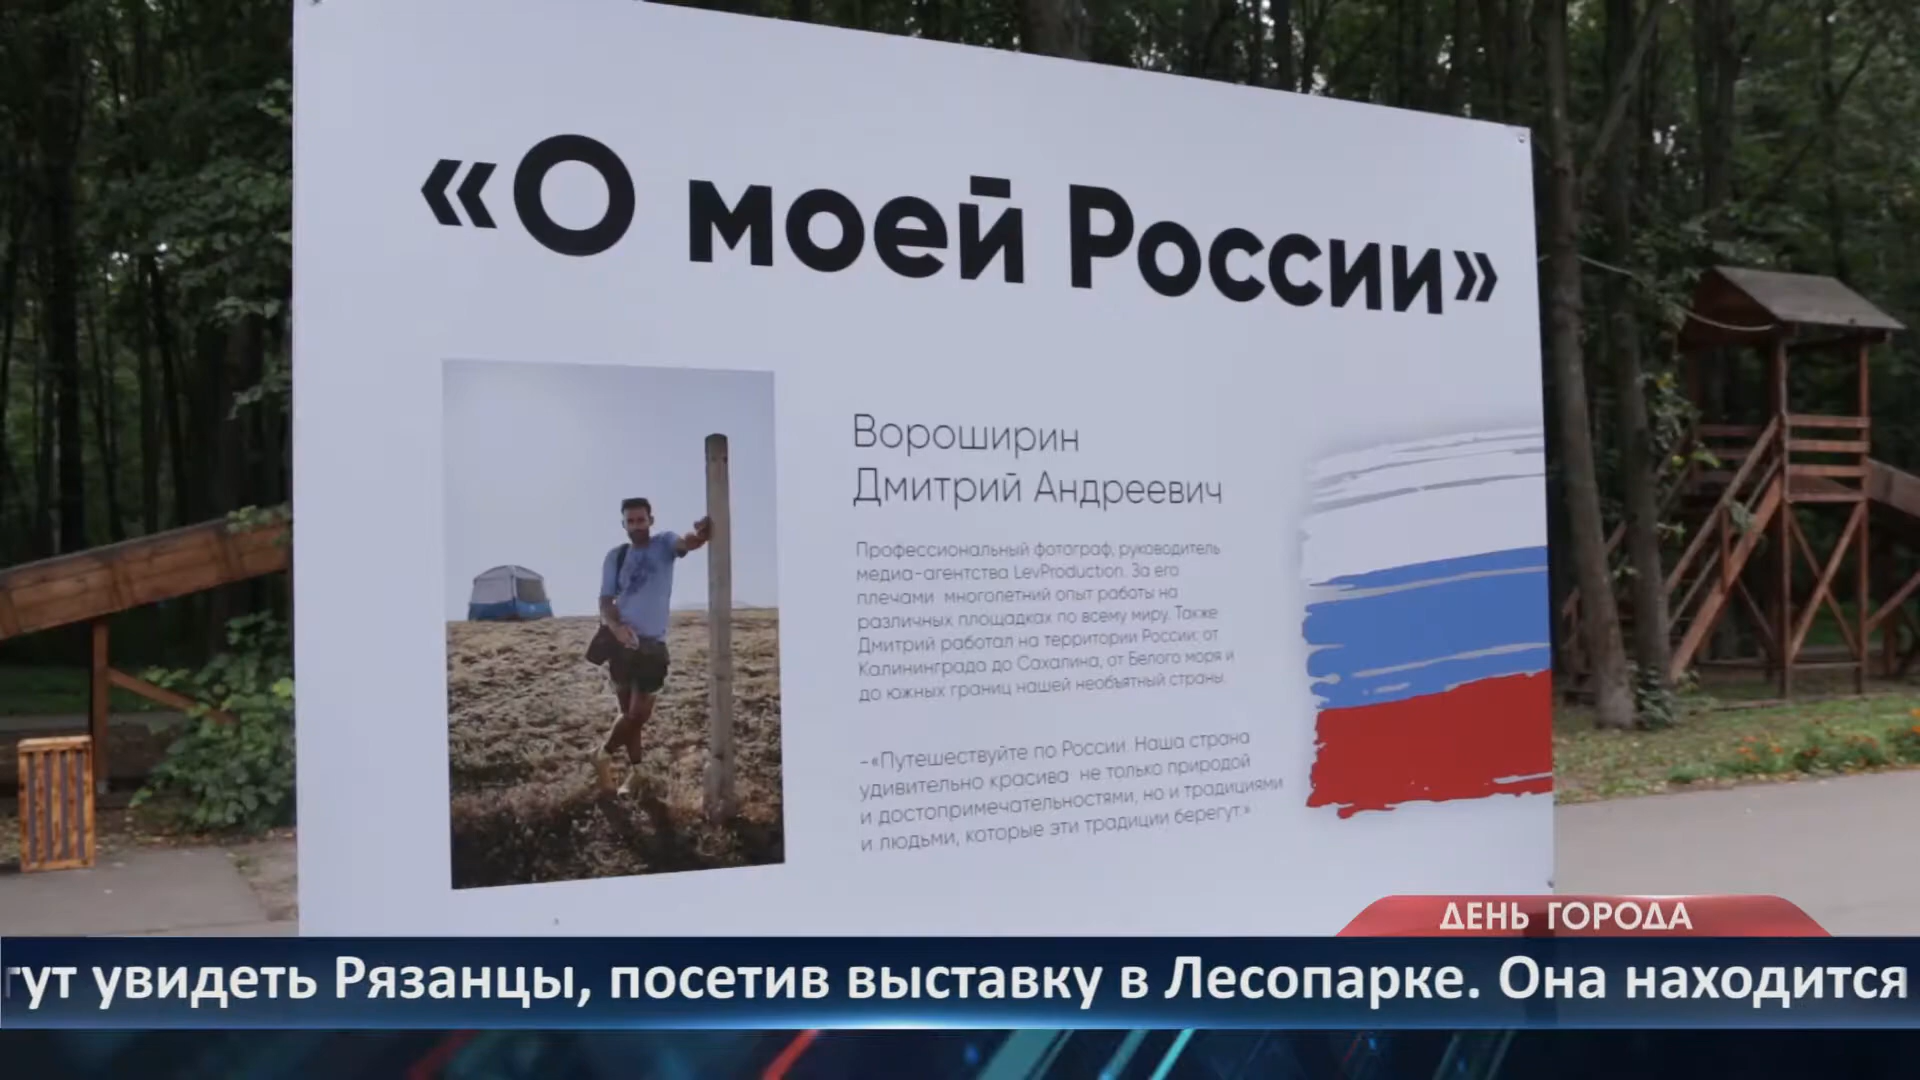 «О моей России»
Вороширин
Дмитрий Андреевич
Профессиональный фотограф, руководитель
медиа-агентства LevProduction. За его
плечами многолетний опыт работы на
различных площадках по всему миру. Также
Дмитрий работал на территории России: от
Калининграда до Сахалина, от Белого моря и
до южных границ нашей необъятный страны.
-«Путешествуйте по России. Наша страна
удивительно красива не только природой
и достопримечательностями, но и традициями
и людьми, которые эти традиции берегут.»
ДЕНЬ ГОРОДА
гут увидеть Рязанцы, посетив выставку в Лесопарке. Она находится